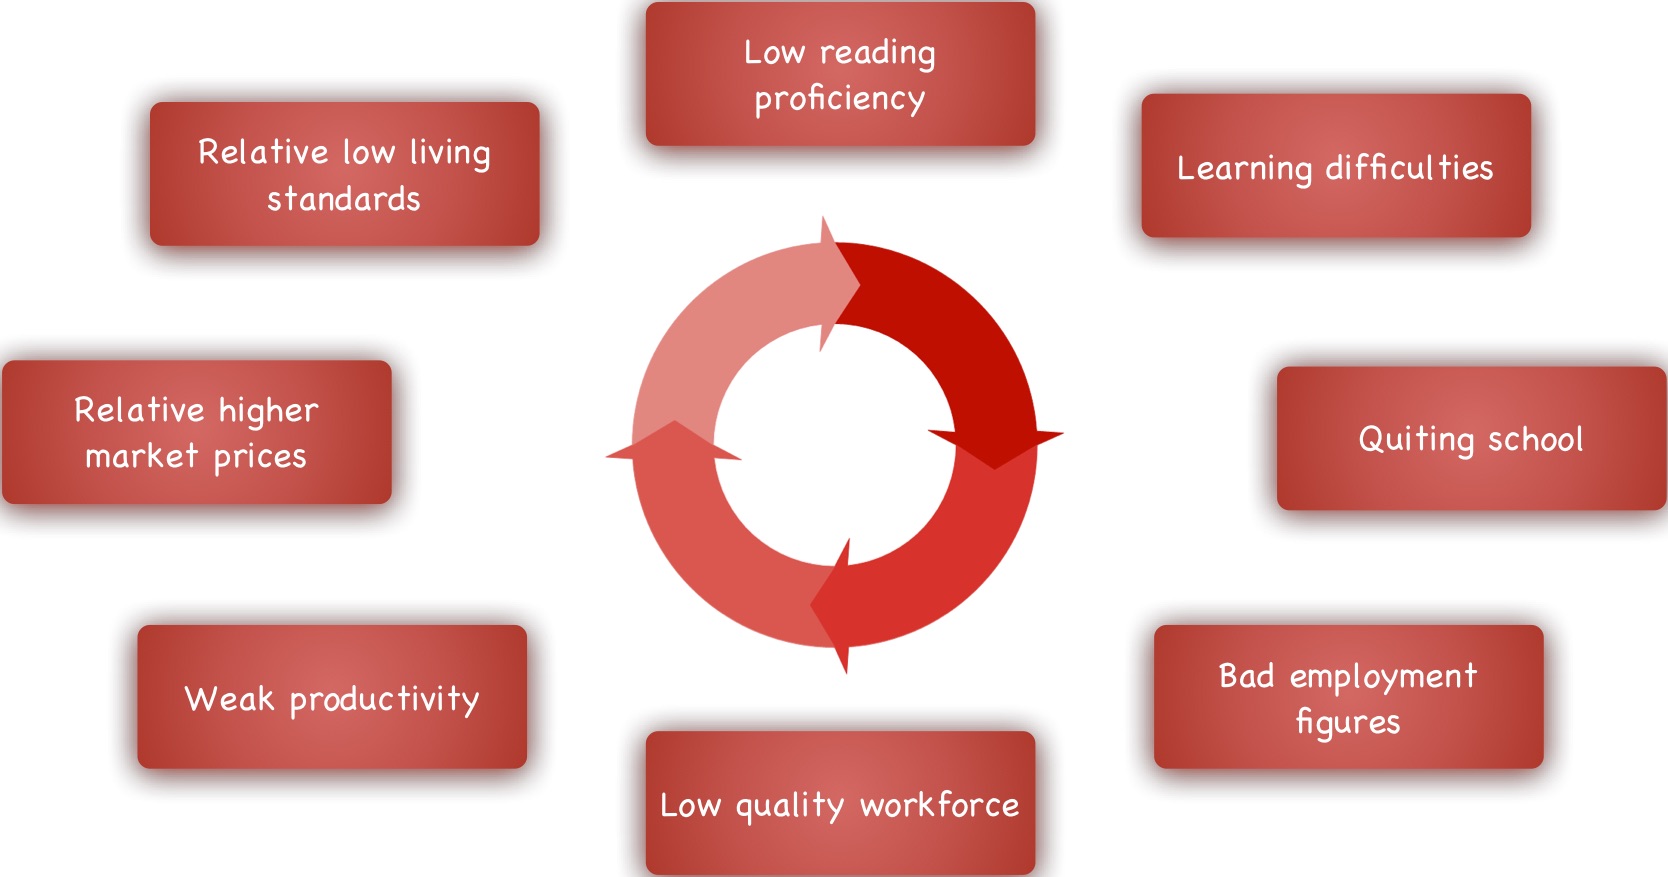 Low reading
proficiency
Learning difficulties
Quiting school
Bad employment
figures
Low quality workforce
Weak productivity
Relative higher
market prices
Relative low living
standards